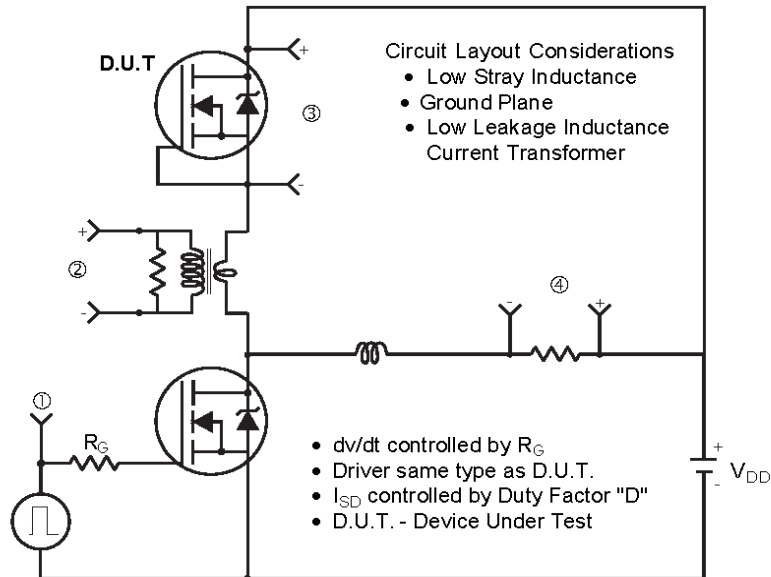 D.U.T
+
③
-
Circuit Layout Considerations
• Low Stray Inductance
• Ground Plane
• Low Leakage Inductance
Current Transformer
+
②
-
④
-
+
①
R_G
• dv/dt controlled by R_G
• Driver same type as D.U.T.
• I_SD controlled by Duty Factor "D"
• D.U.T. - Device Under Test
+
-
V_DD